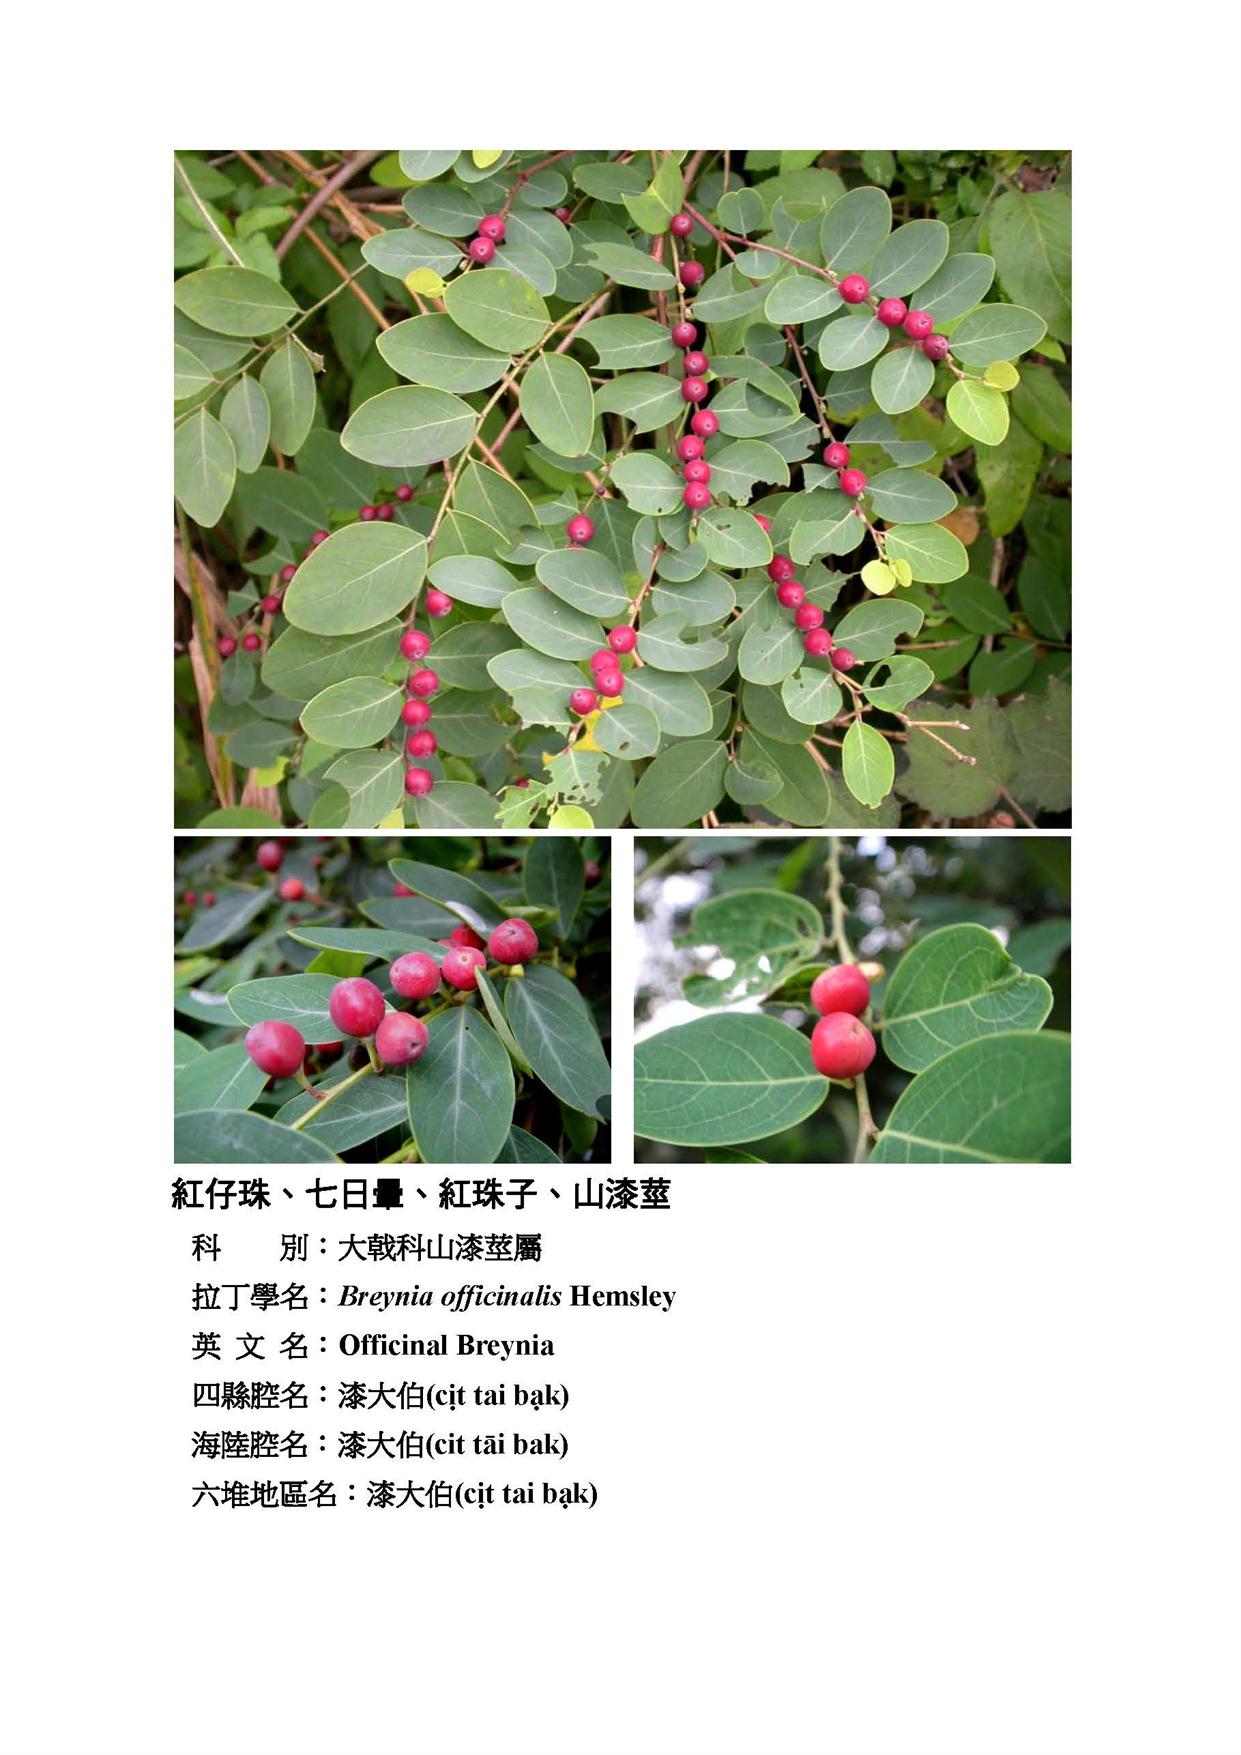 紅仔珠、七日暈、紅珠子、山漆莖
科　　別：大戟科山漆莖屬
拉丁學名：Breynia officinalis Hemsley
英 文 名：Officinal Breynia
四縣腔名：漆大伯(cịt tai bạk)
海陸腔名：漆大伯(cit tāi bak)
六堆地區名：漆大伯(cịt tai bạk)